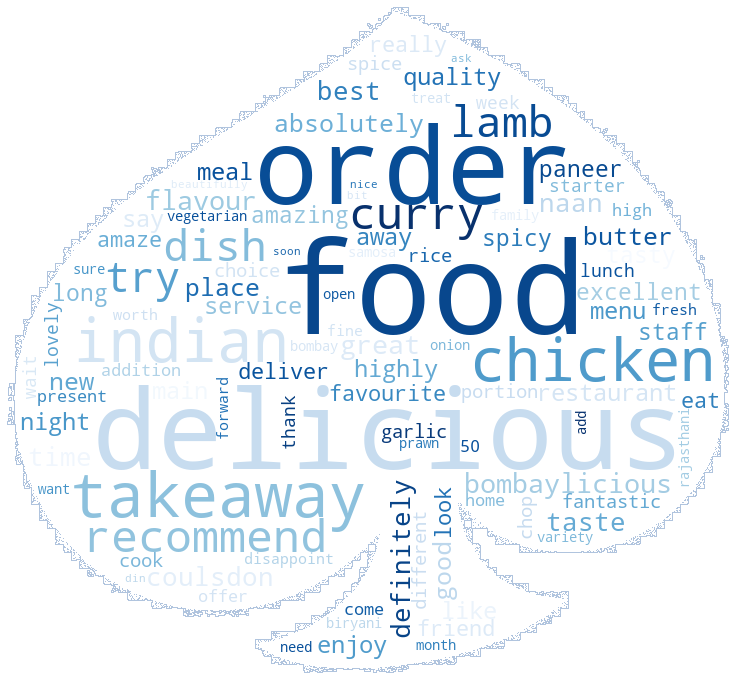 really
ask
spice
quality
best
treat
week
absolutely
lamb
order
meal
paneer
beautifully
nice
starter
bit
flavour
naan
say
vegetarian
amazing
curry
family
high
amaze
dish
away
spicy
butter
soon
samosa
tasty
rice
sure
try
choice
lunch
food
long
place
open
excellent
service
worth
menu
fresh
fine
staff
lovely
indian
bombay
great
onion
chicken
wait
addition
deliver
highly
new
present
main
favourite
portion
restaurant
eat
night
forward
thank
garlic
add
delicious
prawn
50
time
rajasthani
want
takeaway
bombaylicious
home
fantastic
recommend
definitely
look
chop
taste
variety
cook
disappoint
din
coulsdon
different
good
offer
come
like
biryani
friend
need
enjoy
month